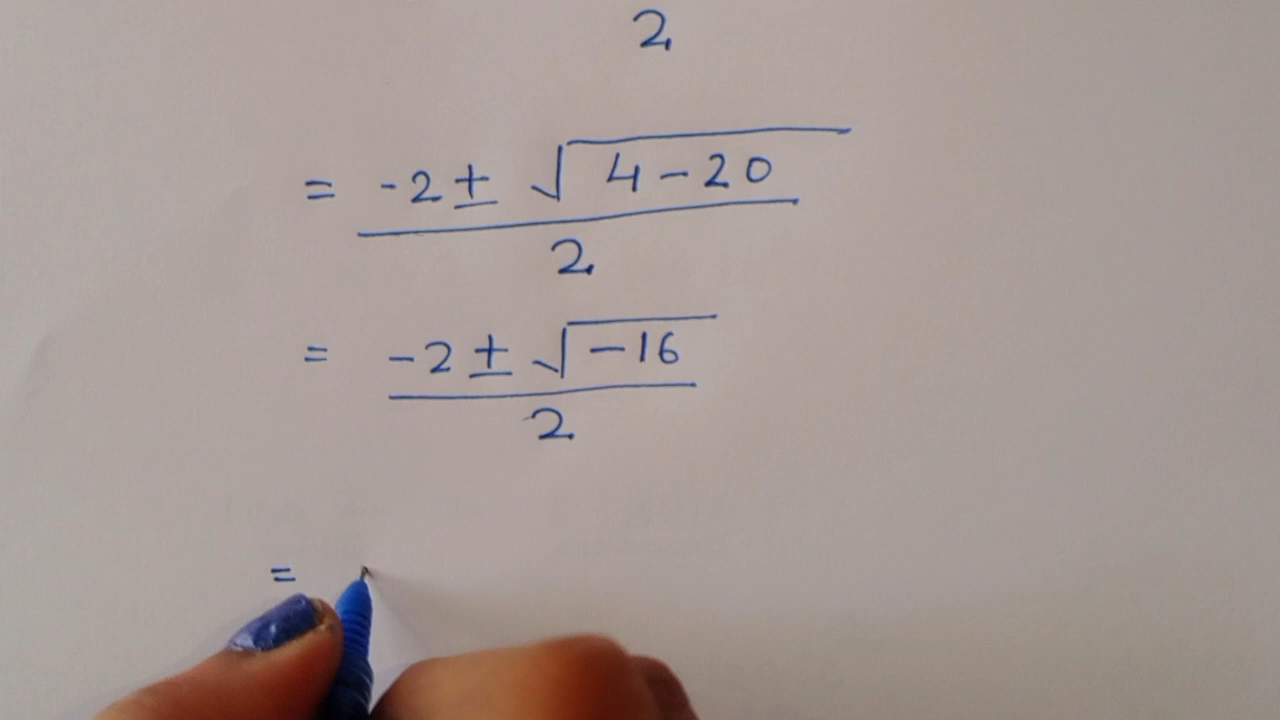 2
= -2 ± √4-20
2
= -2 ± √-16
2
=